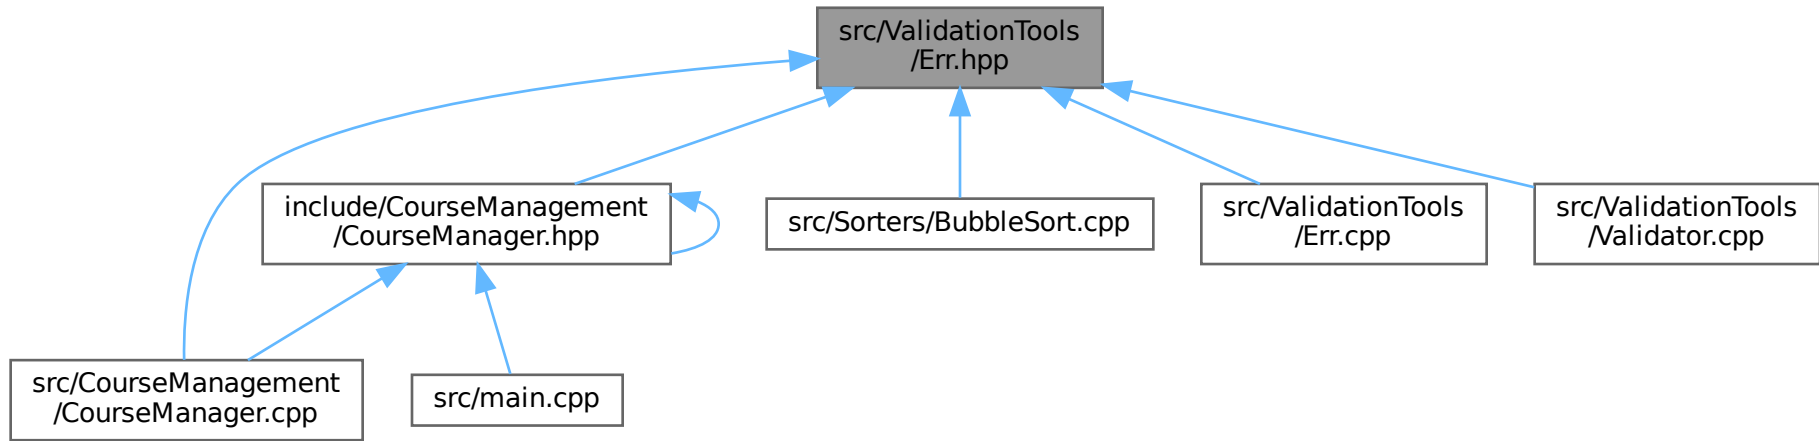 src/ValidationTools
/Err.hpp
include/CourseManagement
/CourseManager.hpp
src/Sorters/BubbleSort.cpp
src/ValidationTools
/Err.cpp
src/ValidationTools
/Validator.cpp
src/CourseManagement
/CourseManager.cpp
src/main.cpp